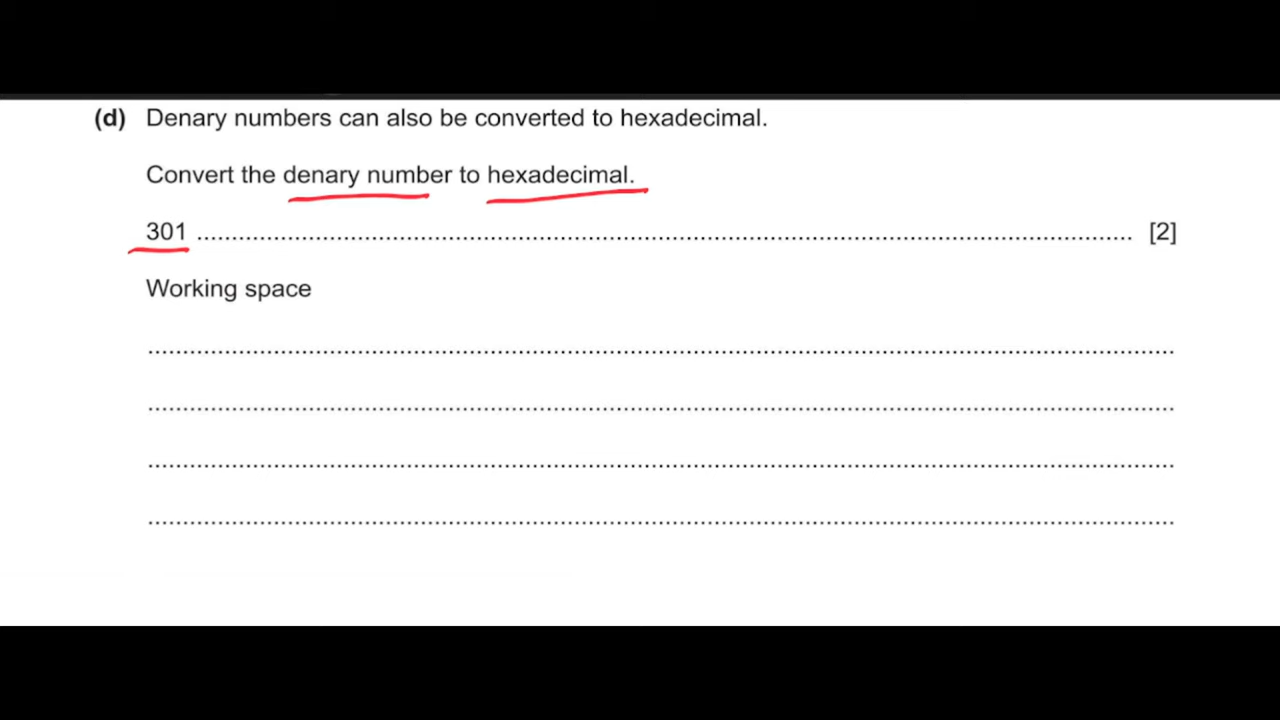 (d) Denary numbers can also be converted to hexadecimal.
Convert the denary number to hexadecimal.
301 ........................................................................................................................................ [2]
Working space
....................................................................................................................................................
....................................................................................................................................................
....................................................................................................................................................
....................................................................................................................................................